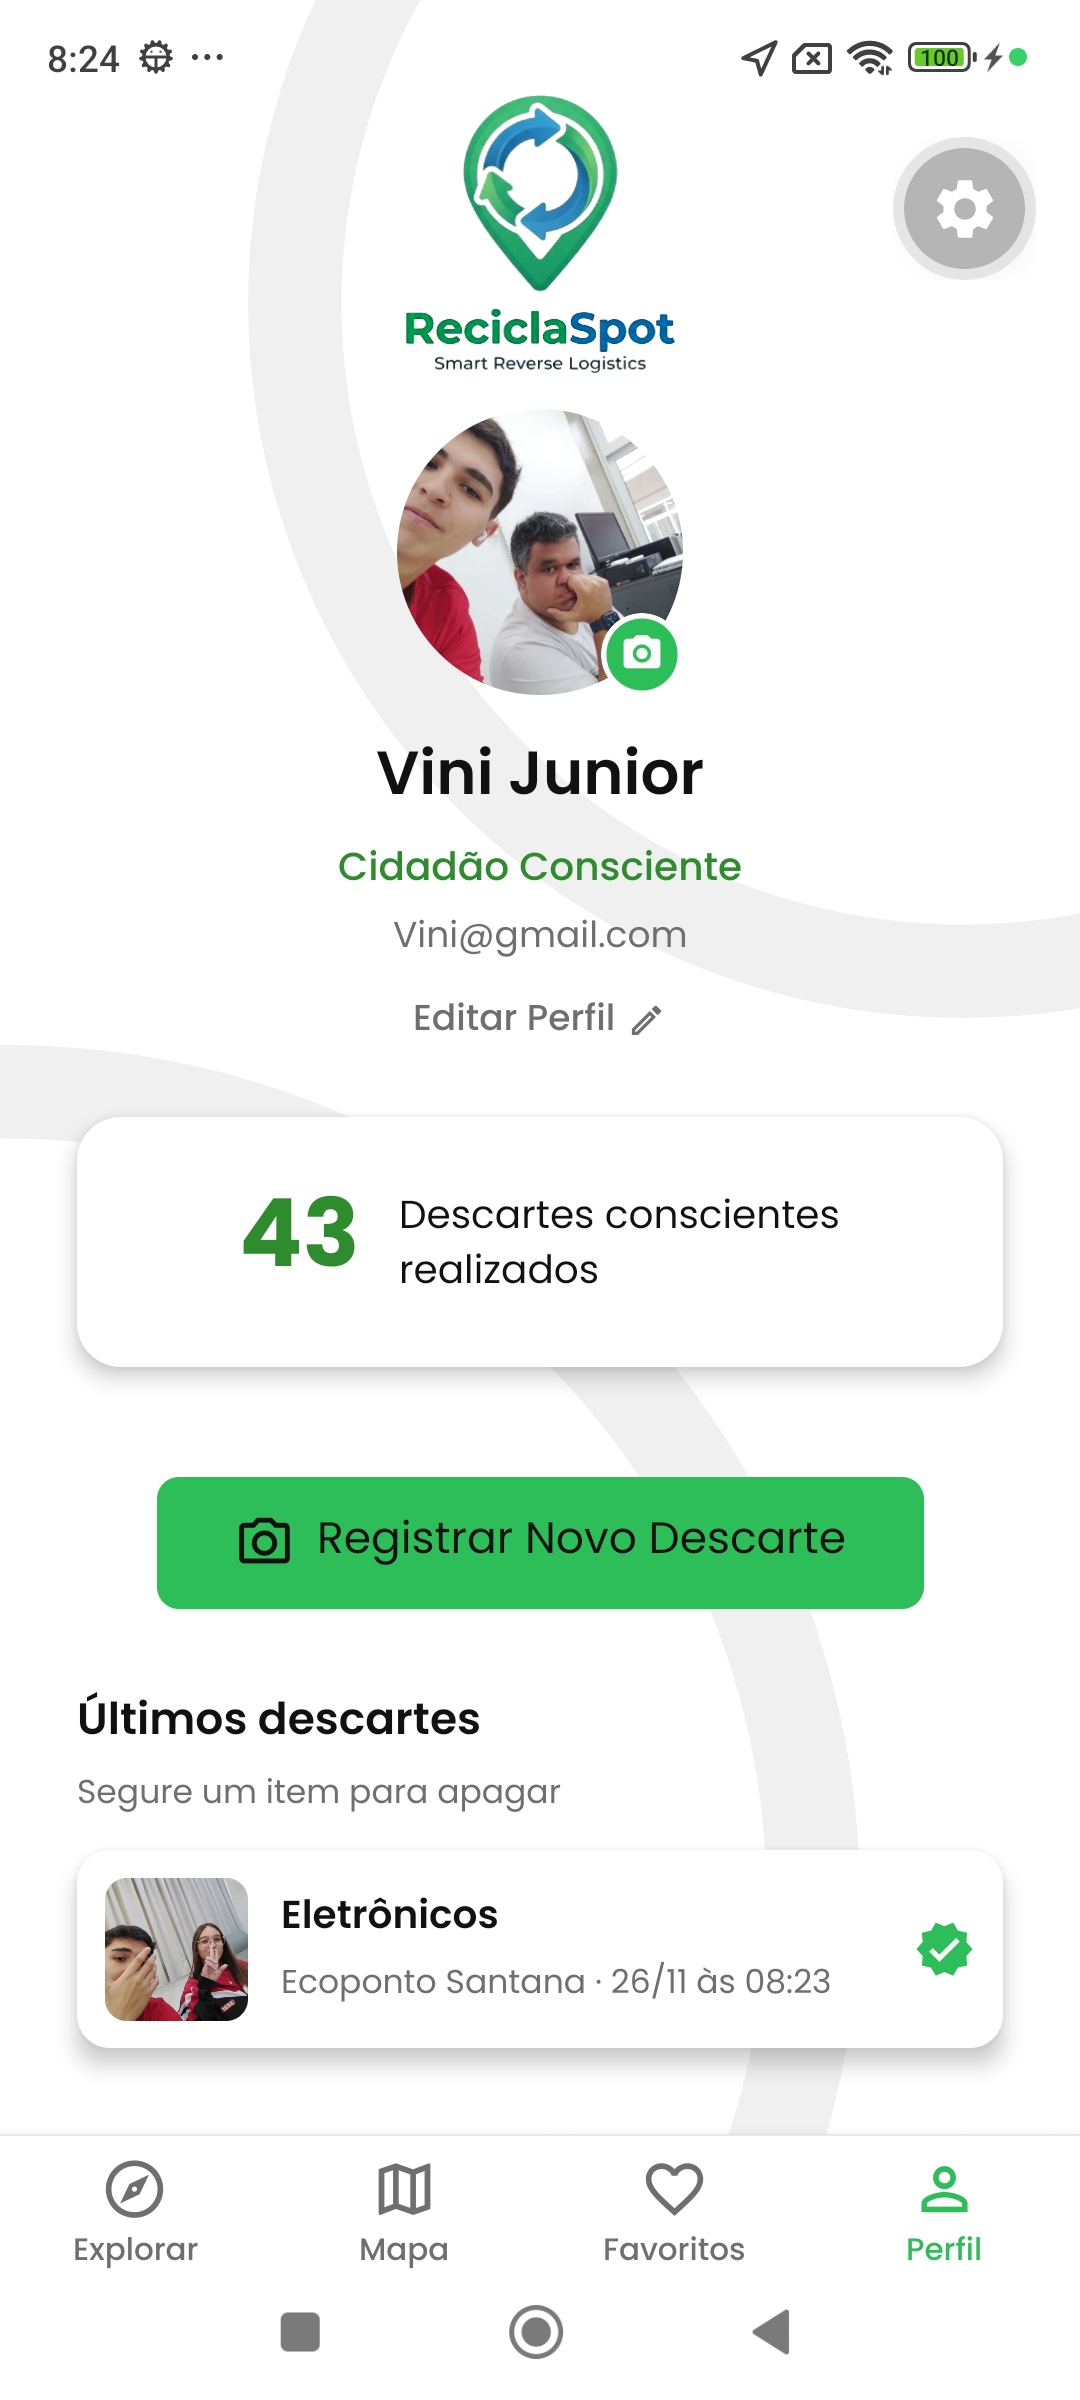 8:24
100
ReciclaSpot
Smart Reverse Logistics
Vini Junior
Cidadão Consciente
Vini@gmail.com
Editar Perfil
43
Descartes conscientes
realizados
Registrar Novo Descarte
Últimos descartes
Segure um item para apagar
Eletrônicos
Ecoponto Santana · 26/11 às 08:23
Explorar
Mapa
Favoritos
Perfil